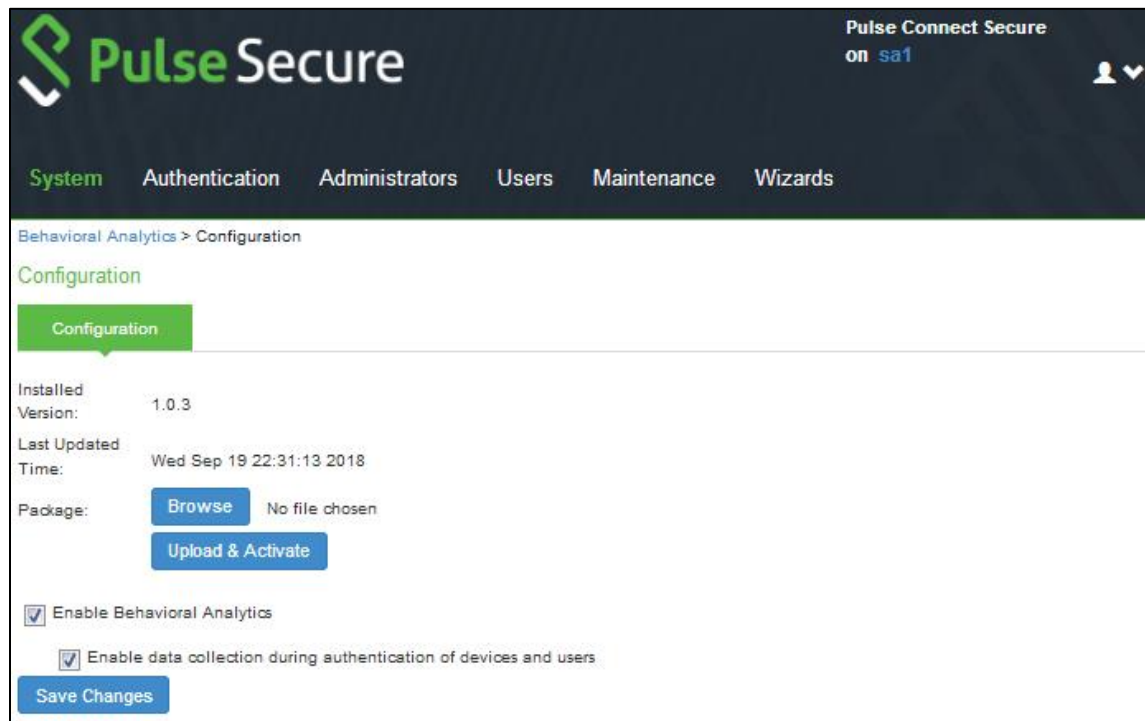 Pulse Secure
Pulse Connect Secure
on sa1
System Authentication Administrators Users Maintenance Wizards
Behavioral Analytics > Configuration
Configuration
Configuration
Installed
Version: 1.0.3
Last Updated
Time: Wed Sep 19 22:31:13 2018
Package: Browse No file chosen
Upload & Activate
Enable Behavioral Analytics
Enable data collection during authentication of devices and users
Save Changes